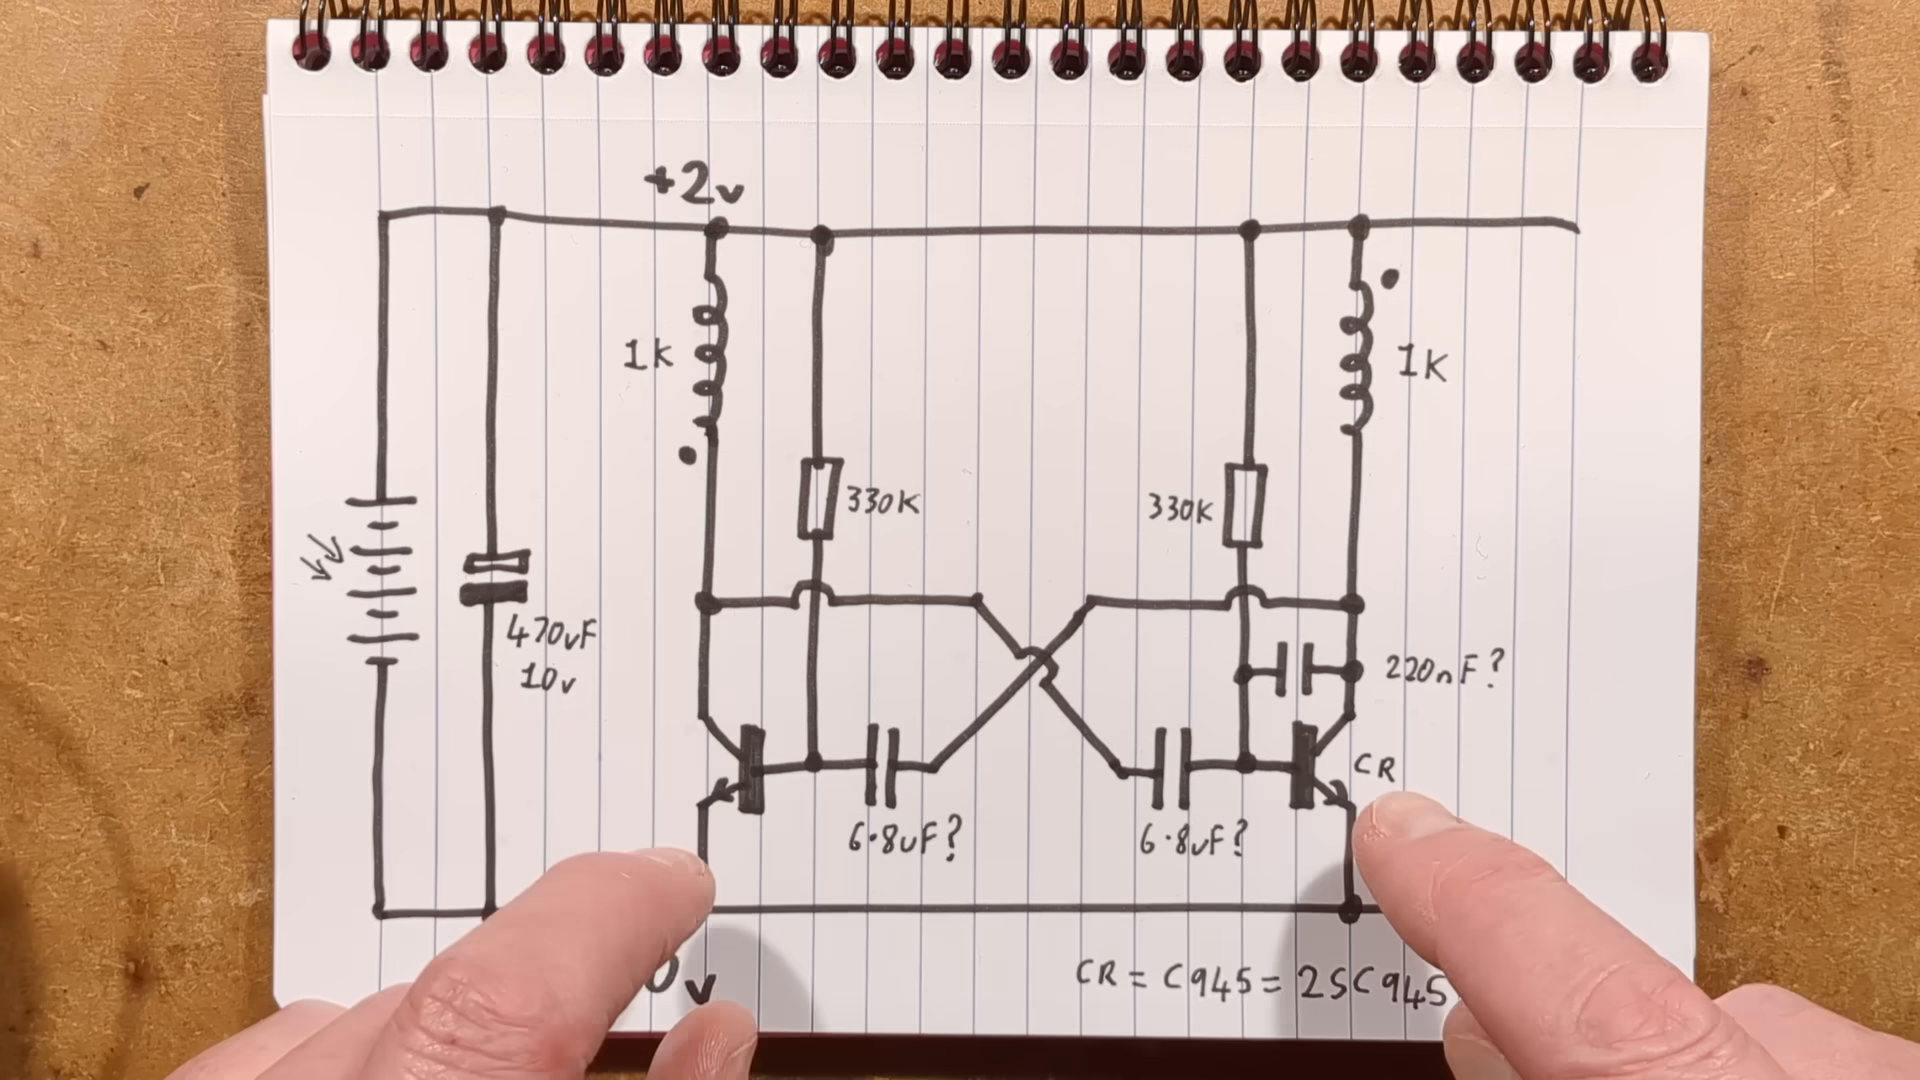 +2v
1k
1k
330K
330K
470uF
10v
220nF?
CR
6.8uF?
6.8uF?
0v
CR = C945 = 2SC945